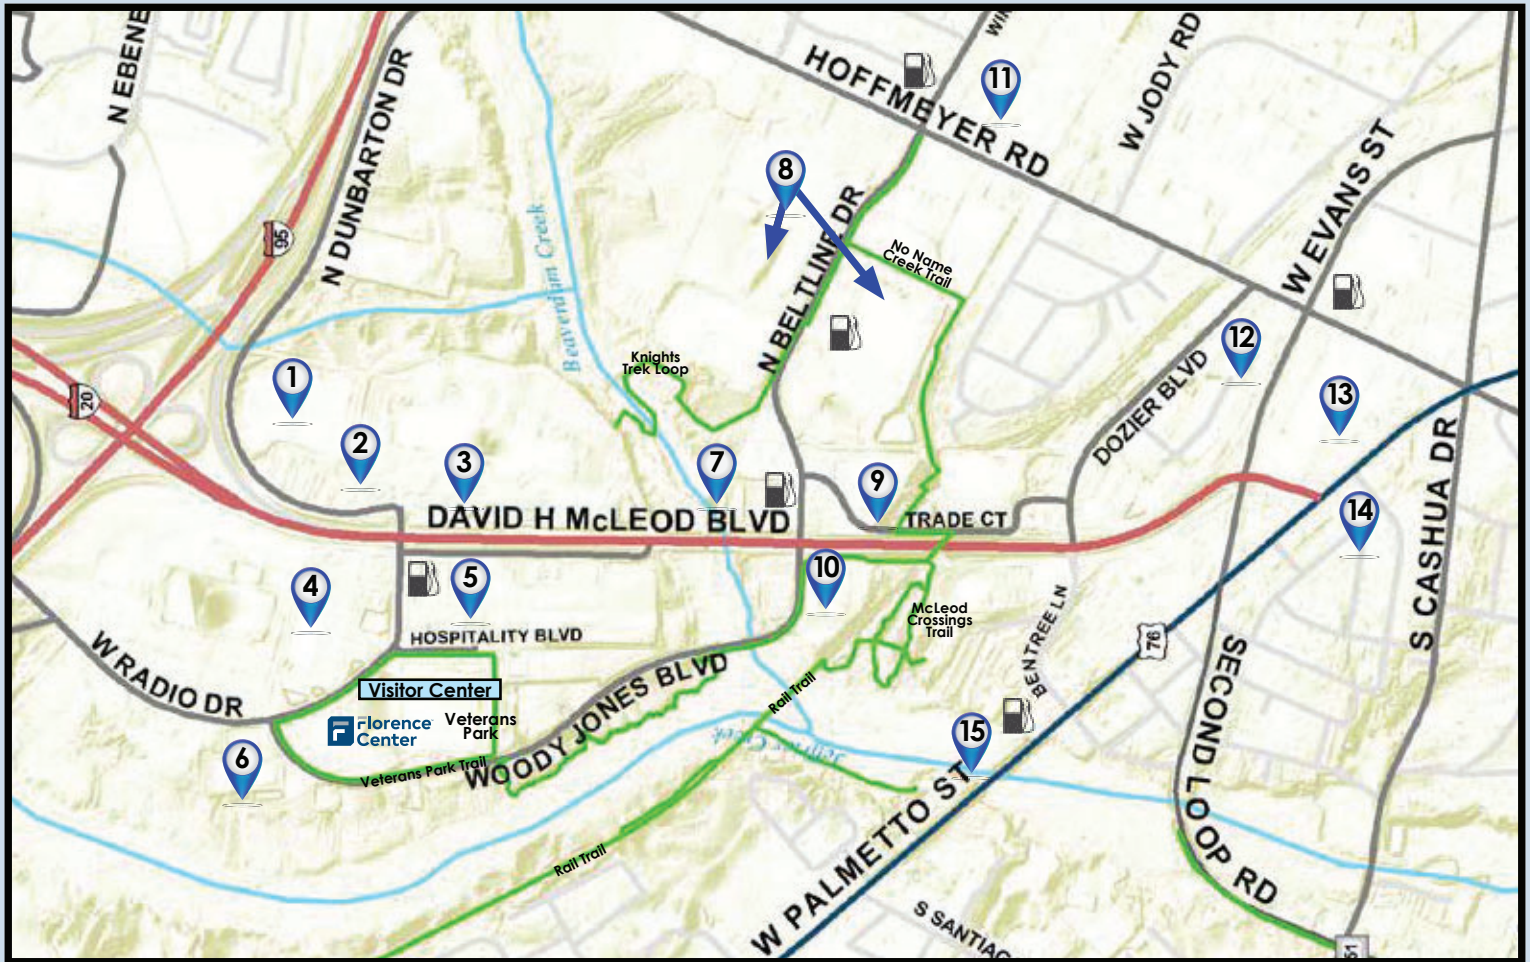 N EBENE
N DUNBARTON DR
95
20
HOFFMEYER RD
WIN
W JODY RD
W EVANS ST
11
8
Beaverdam Creek
N BELTLINE DR
No Name
Creek Trail
Knights
Trek Loop
12
DOZIER BLVD
13
S CASHUA DR
1
2
3
7
9
14
DAVID H McLEOD BLVD
TRADE CT
4
5
10
McLeod
Crossings
Trail
BENTREE LN
76
HOSPITALITY BLVD
W RADIO DR
Visitor Center
Florence
Center
Veterans
Park
Veterans Park Trail
WOODY JONES BLVD
Rail Trail
6
15
SECOND LOOP RD
W PALMETTO ST
Rail Trail
S SANTIAG
51